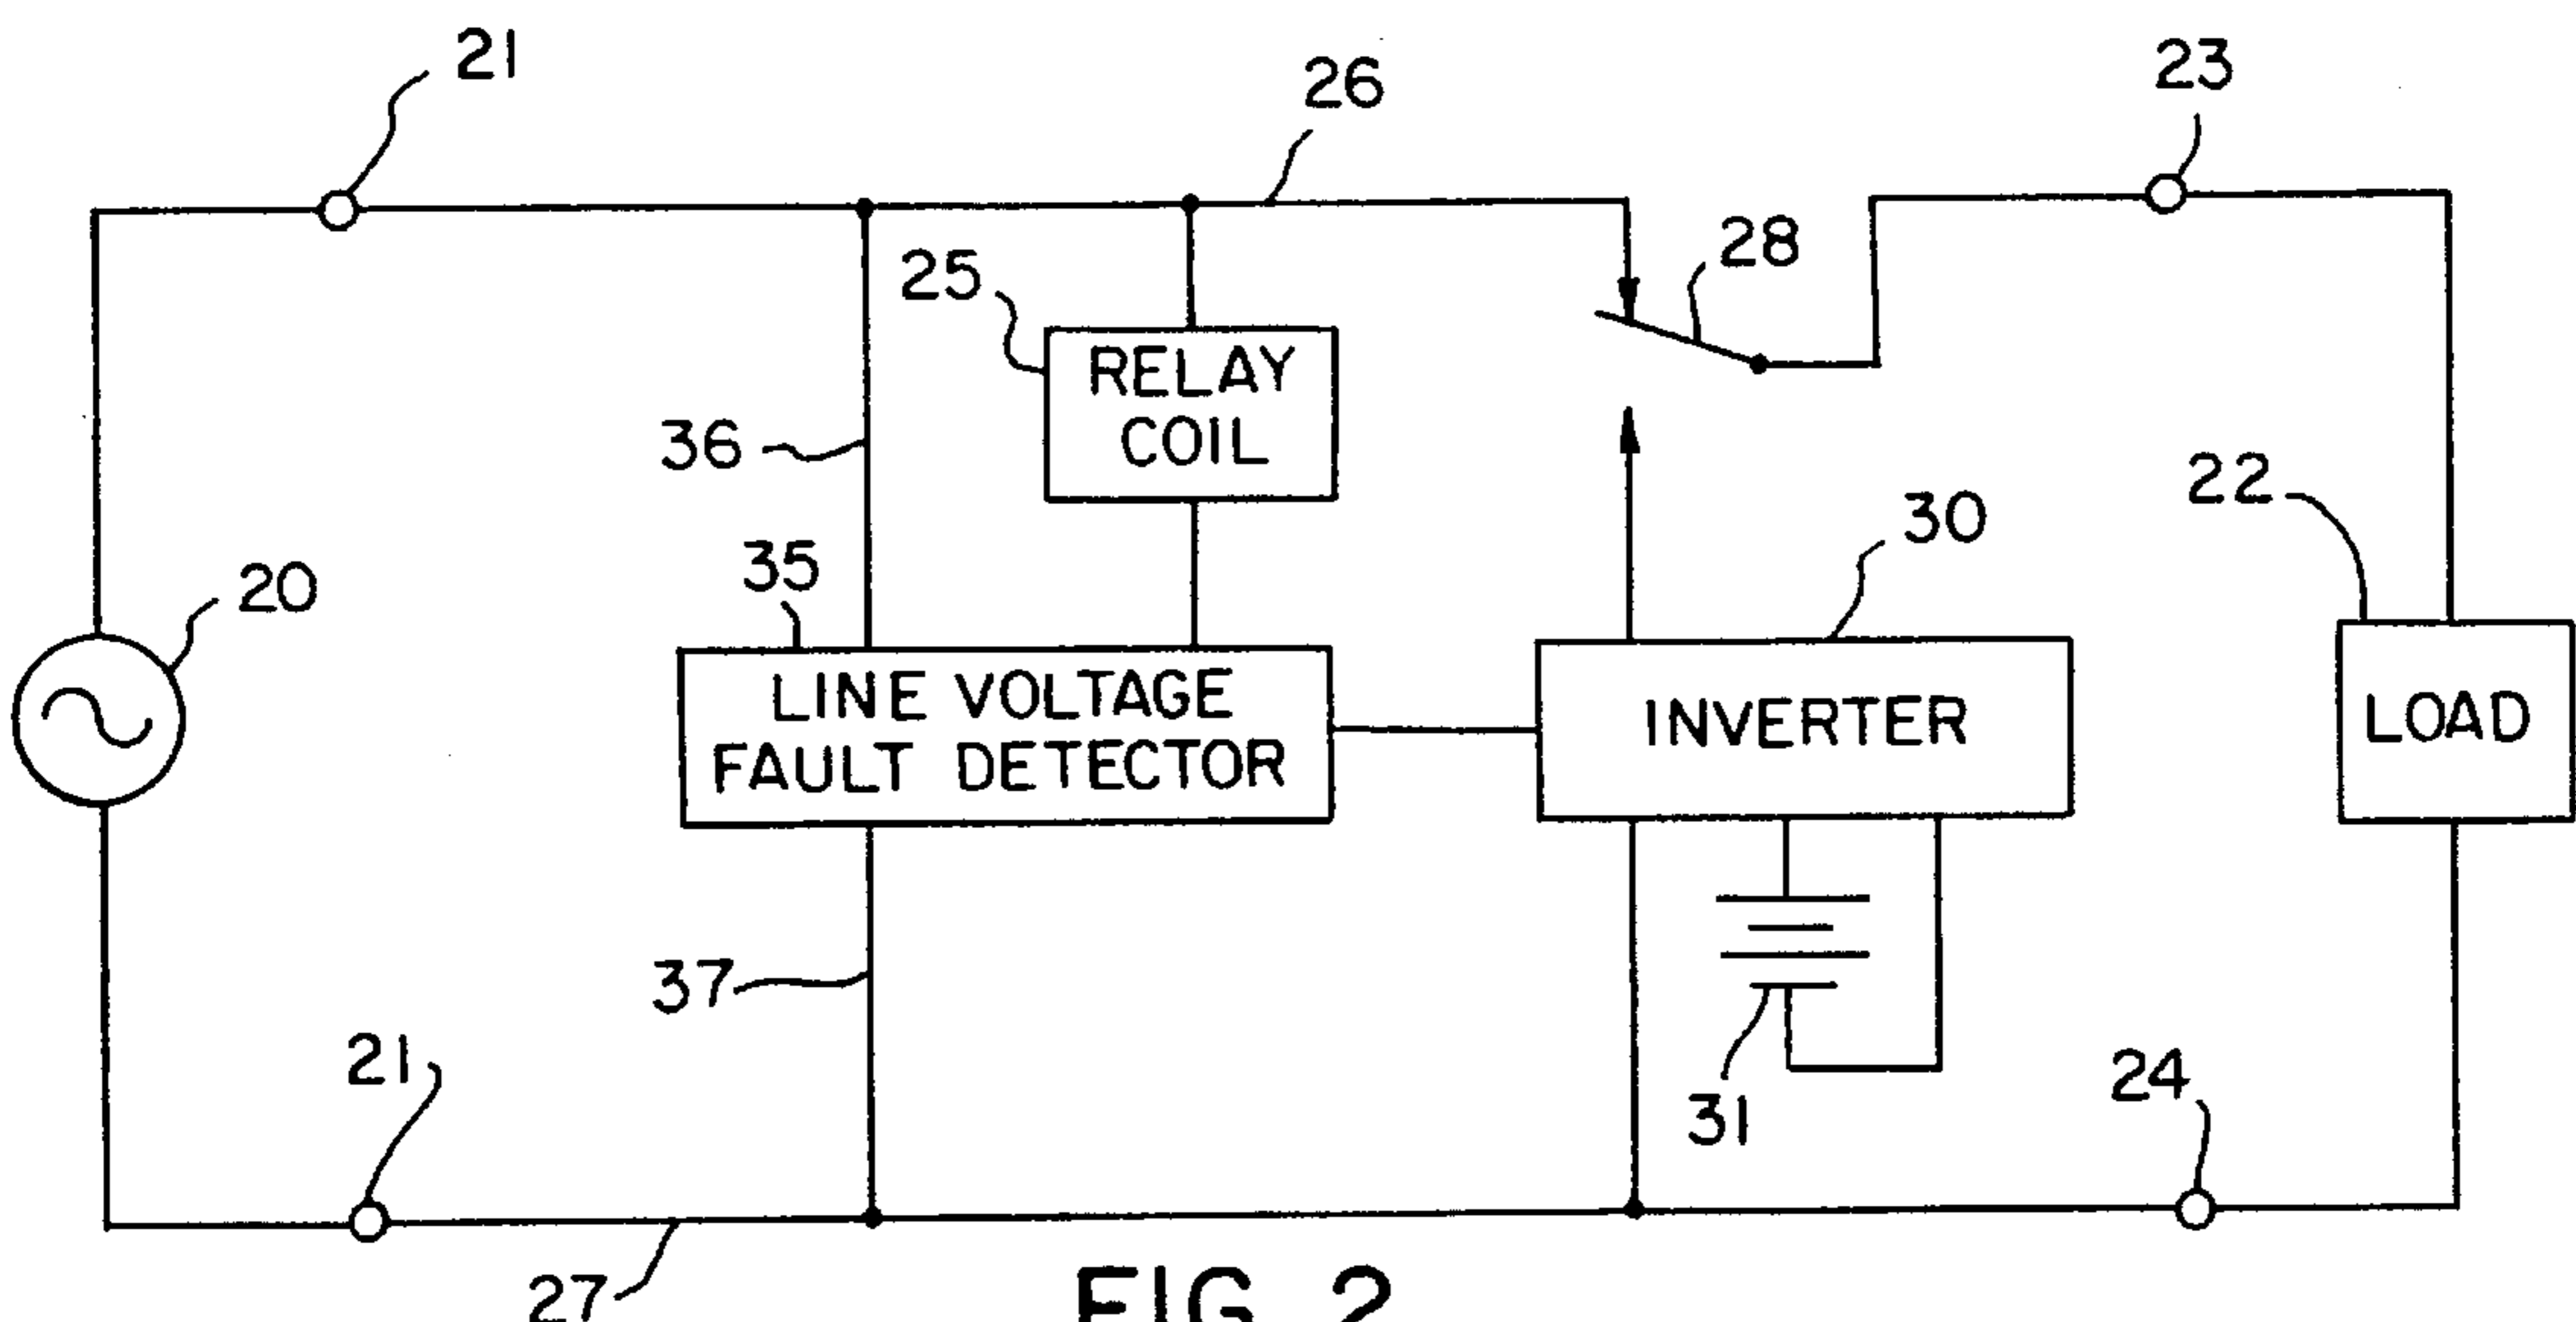 21
26
23
28
25
RELAY
COIL
36
22
30
35
20
LINE VOLTAGE
FAULT DETECTOR
INVERTER
LOAD
37
21
31
24
27
FIG. 2